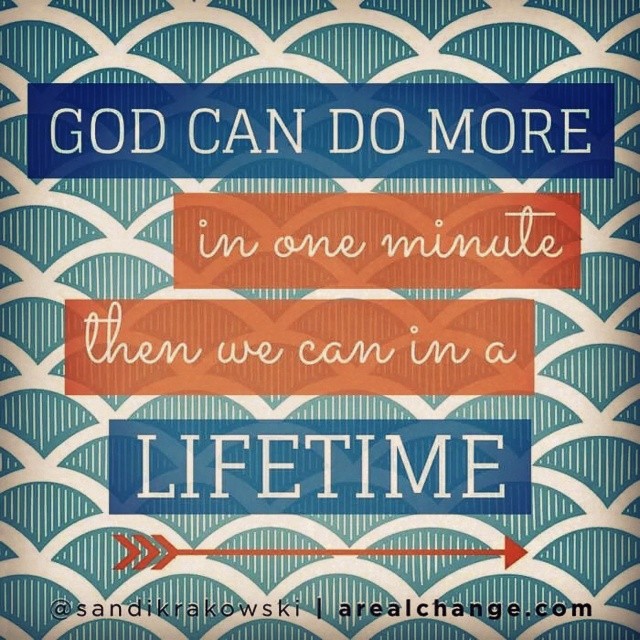 GOD CAN DO MORE
in one minute
then we can in a
LIFETIME
@sandikrakowski | arealchange.com